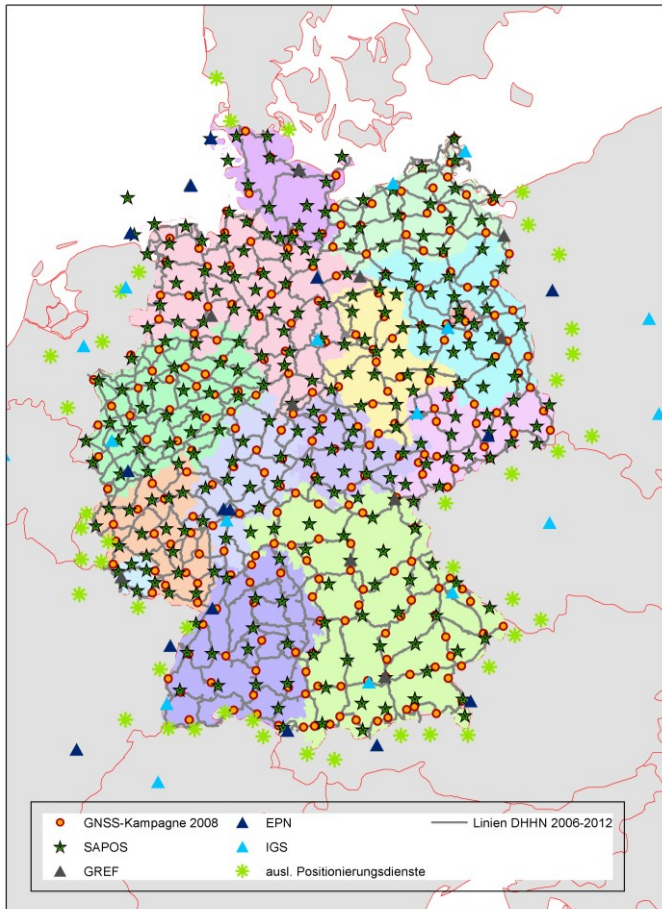 GNSS-Kampagne 2008 EPN Linien DHHN 2006-2012
SAPOS IGS
GREF ausl. Positionierungsdienste